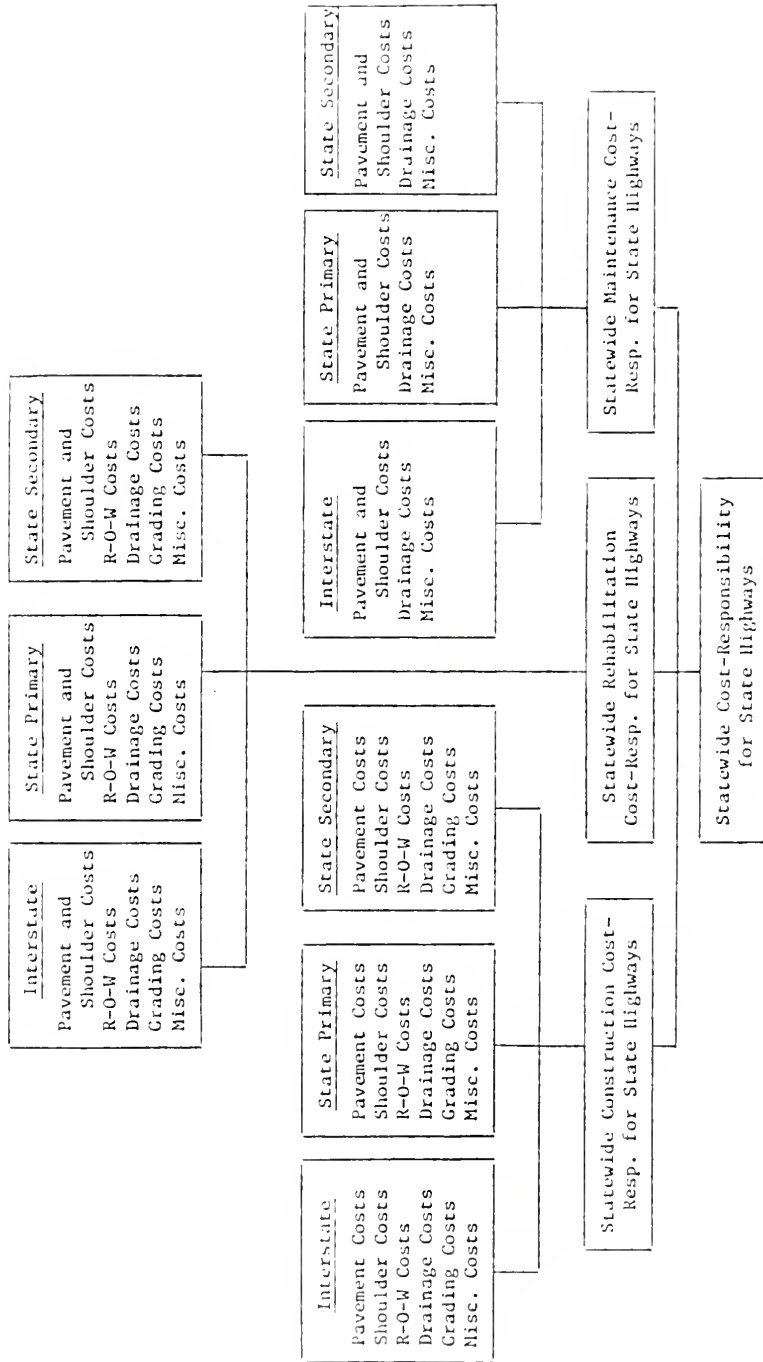 Interstate
Pavement and
Shoulder Costs
R-O-W Costs
Drainage Costs
Grading Costs
Misc. Costs
State Primary
Pavement and
Shoulder Costs
R-O-W Costs
Drainage Costs
Grading Costs
Misc. Costs
State Secondary
Pavement and
Shoulder Costs
R-O-W Costs
Drainage Costs
Grading Costs
Misc. Costs
Interstate
Pavement Costs
Shoulder Costs
R-O-W Costs
Drainage Costs
Grading Costs
Misc. Costs
State Primary
Pavement Costs
Shoulder Costs
R-O-W Costs
Drainage Costs
Grading Costs
Misc. Costs
State Secondary
Pavement Costs
Shoulder Costs
R-O-W Costs
Drainage Costs
Grading Costs
Misc. Costs
Interstate
Pavement and
Shoulder Costs
Drainage Costs
Misc. Costs
State Primary
Pavement and
Shoulder Costs
Drainage Costs
Misc. Costs
State Secondary
Pavement and
Shoulder Costs
Drainage Costs
Misc. Costs
Statewide Construction Cost-
Resp. for State Highways
Statewide Rehabilitation
Cost-Resp. for State Highways
Statewide Maintenance Cost-
Resp. for State Highways
Statewide Cost-Responsibility
for State Highways